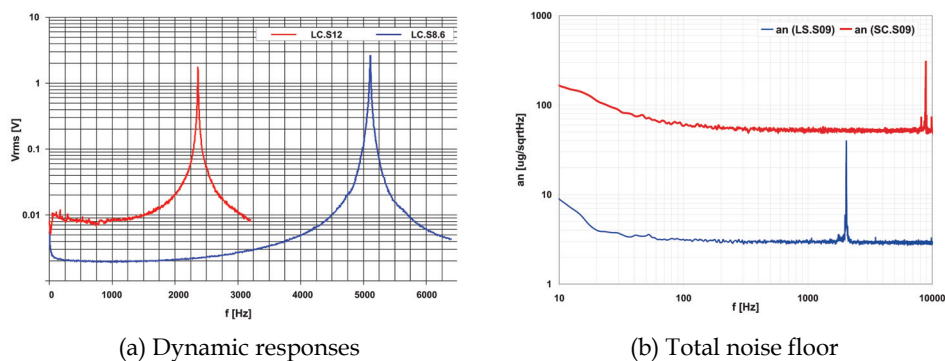 10
1
0.1
0.01
Vrms [V]
LC.S12
LC.S8.6
0
1000
2000
3000
4000
5000
6000
f [Hz]
(a) Dynamic responses
1000
100
10
1
an [ug/sqrtHz]
an (LS.S09)
an (SC.S09)
10
100
1000
10000
f [Hz]
(b) Total noise floor